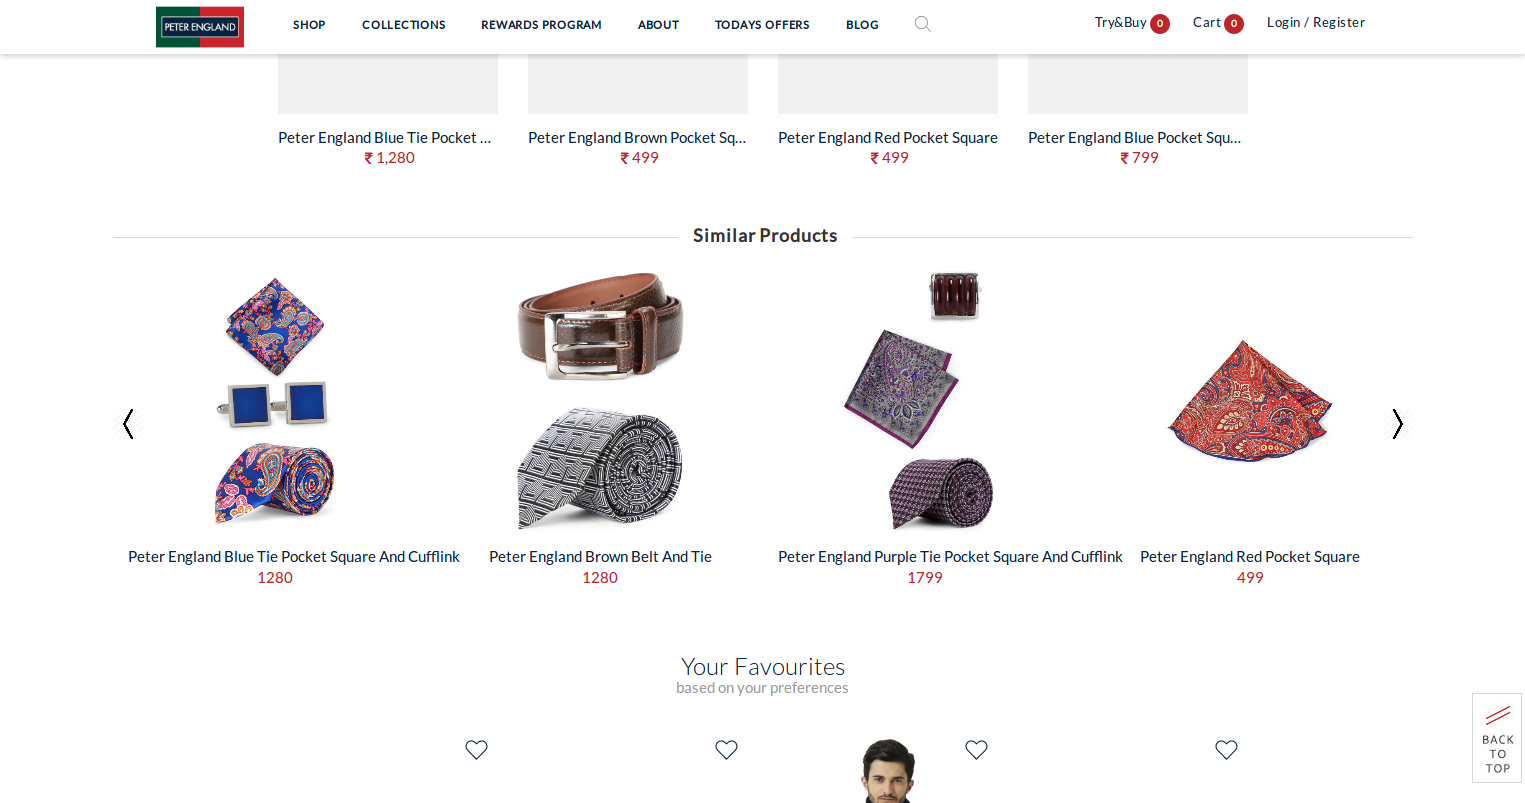 PETER ENGLAND
SHOP COLLECTIONS REWARDS PROGRAM ABOUT TODAYS OFFERS BLOG
Try&Buy 0 Cart 0 Login / Register
Peter England Blue Tie Pocket ...
₹ 1,280
Peter England Brown Pocket Sq...
₹ 499
Peter England Red Pocket Square
₹ 499
Peter England Blue Pocket Squ...
₹ 799
Similar Products
Peter England Blue Tie Pocket Square And Cufflink
1280
Peter England Brown Belt And Tie
1280
Peter England Purple Tie Pocket Square And Cufflink
1799
Peter England Red Pocket Square
499
Your Favourites
based on your preferences
BACK
TO
TOP